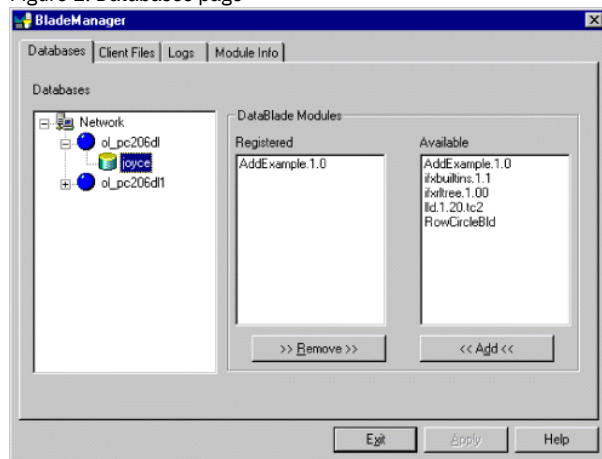 Figure 2. Databases page
BladeManager
Databases
Client Files
Logs
Module Info
Databases
Network
ol_pc206dl
joyce
ol_pc206dl1
DataBlade Modules
Registered
AddExample.1.0
Available
AddExample.1.0
ifxbuiltins.1.1
ifxrltree.1.00
lld.1.20.tc2
RowCircleBld
>> Remove >>
<< Add <<
Exit
Apply
Help